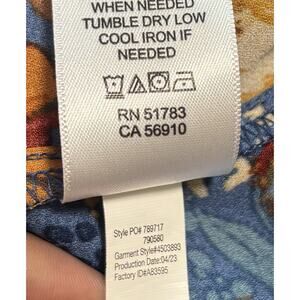 WHEN NEEDED
TUMBLE DRY LOW
COOL IRON IF
NEEDED
RN 51783
CA 56910
Style PO# 789717
790580
Garment Style#4503893
Production Date:04/23
Factory ID#A83595